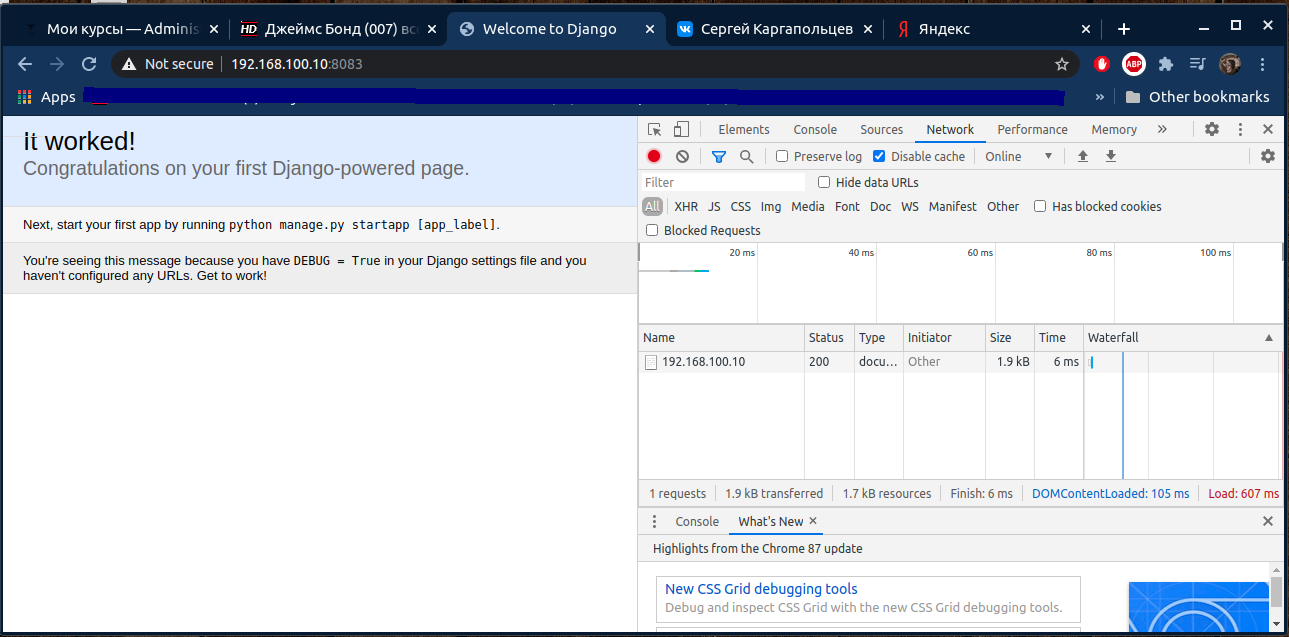 Мои курсы — Adminis
HD Джеймс Бонд (007) все
Welcome to Django
Сергей Каргапольцев
Яндекс
Not secure 192.168.100.10:8083
ABP
Apps
» Other bookmarks
It worked!
Congratulations on your first Django-powered page.
Next, start your first app by running python manage.py startapp [app_label].
You're seeing this message because you have DEBUG = True in your Django settings file and you
haven't configured any URLs. Get to work!
Elements Console Sources Network Performance Memory »
Preserve log Disable cache Online
Filter Hide data URLs
All XHR JS CSS Img Media Font Doc WS Manifest Other Has blocked cookies
Blocked Requests
20 ms 40 ms 60 ms 80 ms 100 ms
Name Status Type Initiator Size Time Waterfall
192.168.100.10 200 docu... Other 1.9 kB 6 ms
1 requests 1.9 kB transferred 1.7 kB resources Finish: 6 ms DOMContentLoaded: 105 ms Load: 607 ms
Console What's New
Highlights from the Chrome 87 update
New CSS Grid debugging tools
Debug and inspect CSS Grid with the new CSS Grid debugging tools.